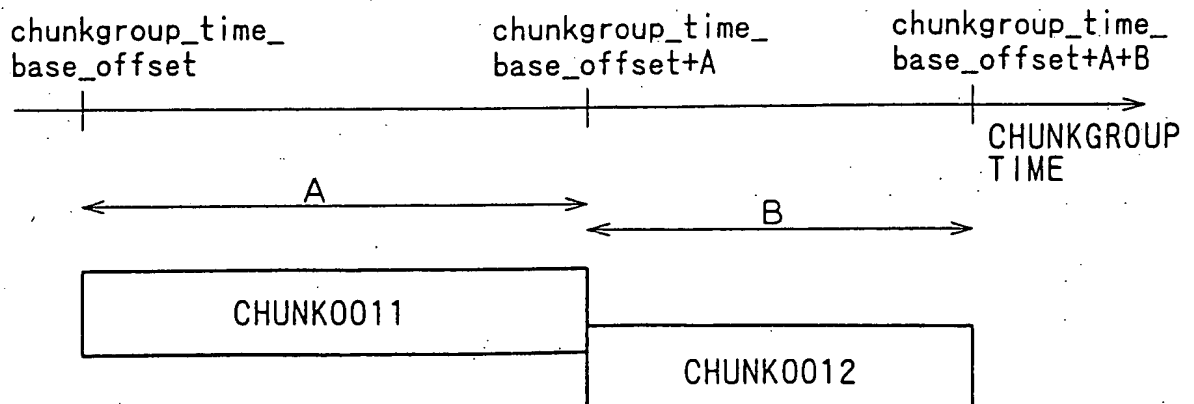 chunkgroup_time_
base_offset
chunkgroup_time_
base_offset+A
chunkgroup_time_
base_offset+A+B
CHUNKGROUP
TIME
A
B
CHUNK0011
CHUNK0012